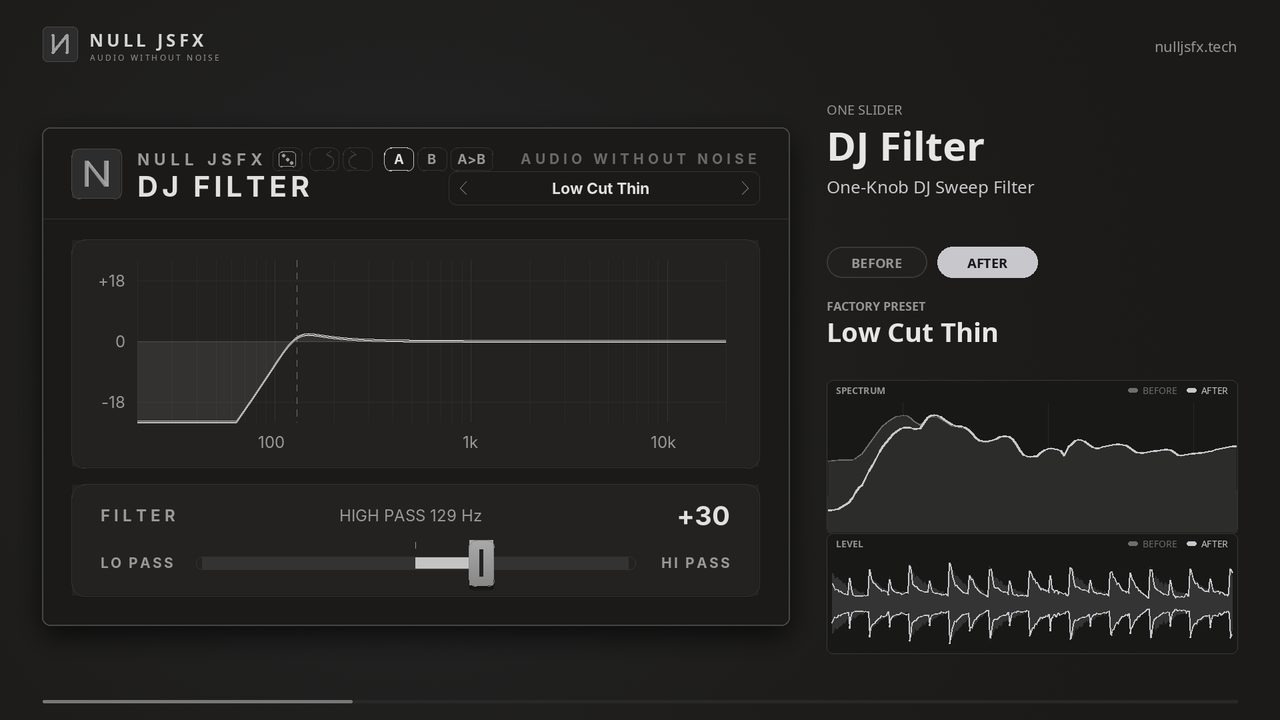 NULL JSFX
AUDIO WITHOUT NOISE
nulljsfx.tech
N
NULL JSFX
A
B
A>B
AUDIO WITHOUT NOISE
DJ FILTER
Low Cut Thin
+18
0
-18
100
1k
10k
FILTER
HIGH PASS 129 Hz
+30
LO PASS
HI PASS
ONE SLIDER
DJ Filter
One-Knob DJ Sweep Filter
BEFORE
AFTER
FACTORY PRESET
Low Cut Thin
SPECTRUM
BEFORE
AFTER
LEVEL
BEFORE
AFTER